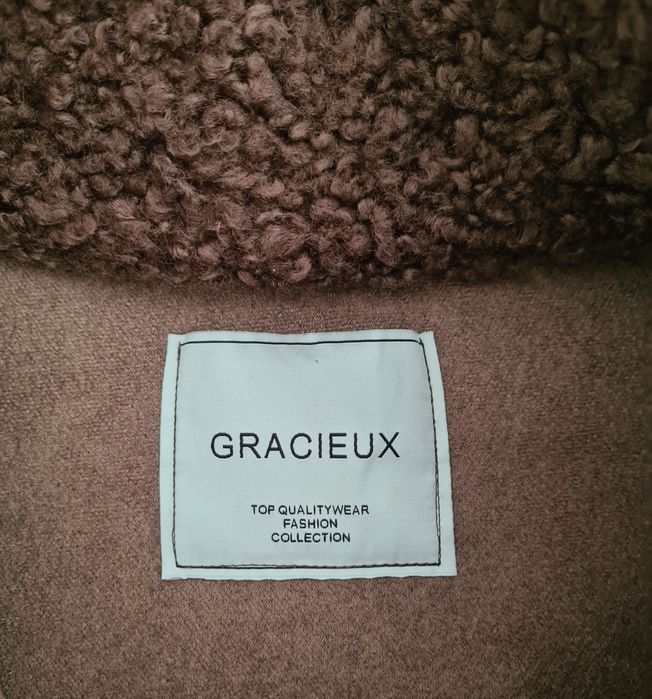 GRACIEUX
TOP QUALITYWEAR
FASHION
COLLECTION